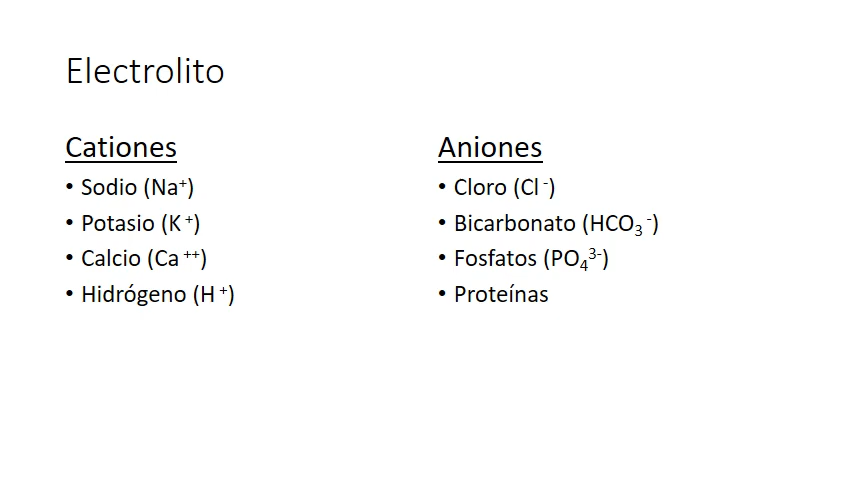 Electrolito
Cationes
• Sodio (Na⁺)
• Potasio (K ⁺)
• Calcio (Ca ⁺⁺)
• Hidrógeno (H ⁺)
Aniones
• Cloro (Cl ⁻)
• Bicarbonato (HCO₃ ⁻)
• Fosfatos (PO₄³⁻)
• Proteínas